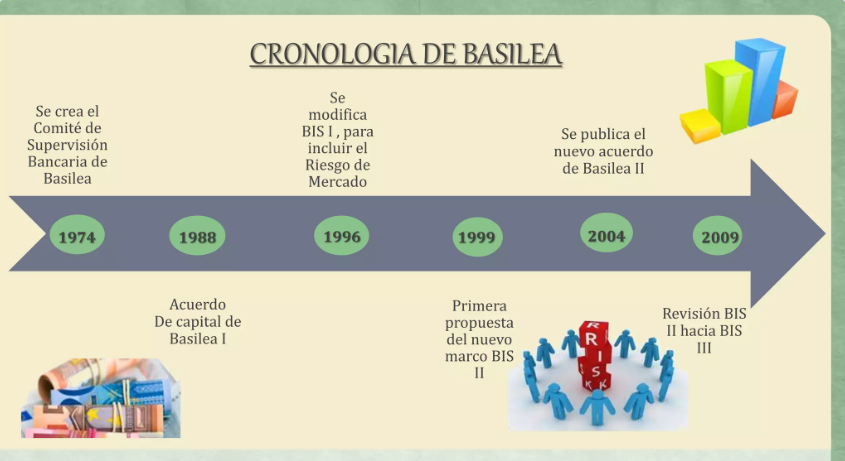 CRONOLOGIA DE BASILEA
Se crea el
Comité de
Supervisión
Bancaria de
Basilea
Se
modifica
BIS I , para
incluir el
Riesgo de
Mercado
Se publica el
nuevo acuerdo
de Basilea II
1974
1988
1996
1999
2004
2009
Acuerdo
De capital de
Basilea I
Primera
propuesta
del nuevo
marco BIS
II
Revisión BIS
II hacia BIS
III
R
R
I
S
K
K